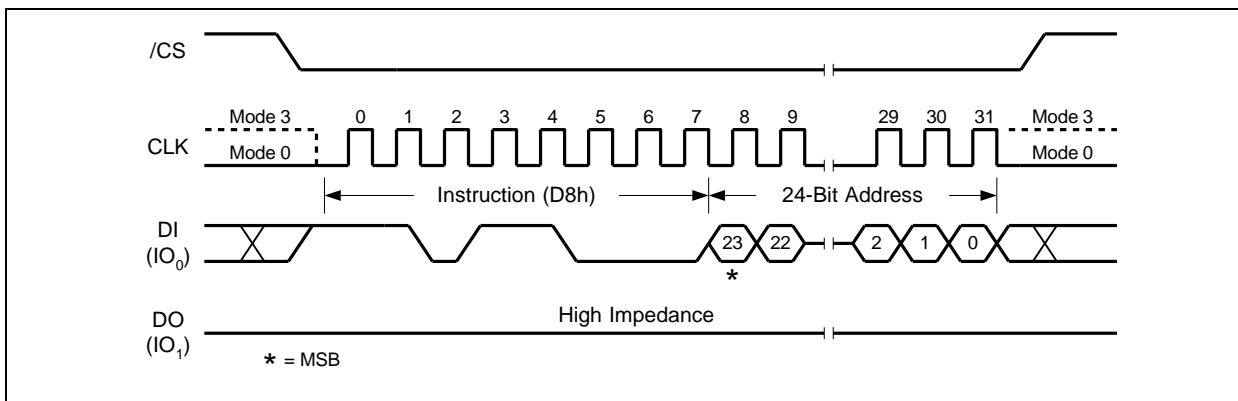 /CS
Mode 3 0 1 2 3 4 5 6 7 8 9 29 30 31 Mode 3
CLK
Mode 0 Mode 0
Instruction (D8h) 24-Bit Address
DI
(IO0)
23 22 2 1 0
*
High Impedance
DO
(IO1)
* = MSB